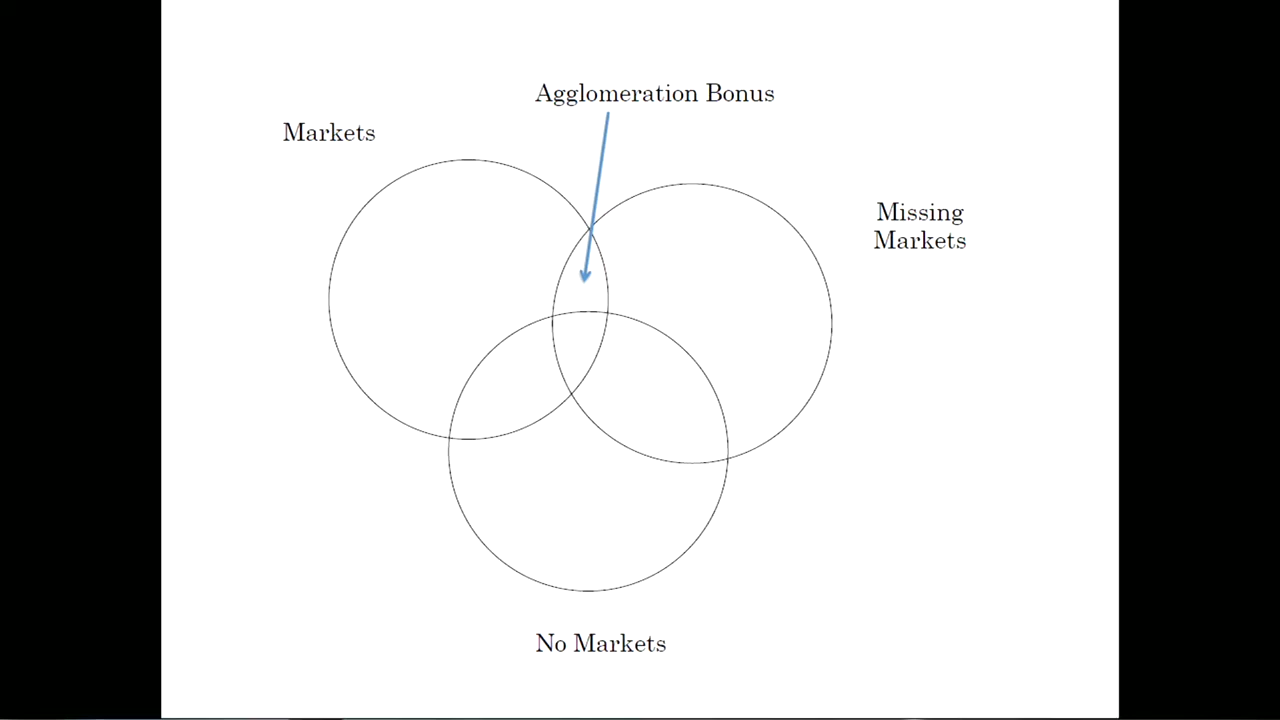 Agglomeration Bonus
Markets
Missing
Markets
No Markets